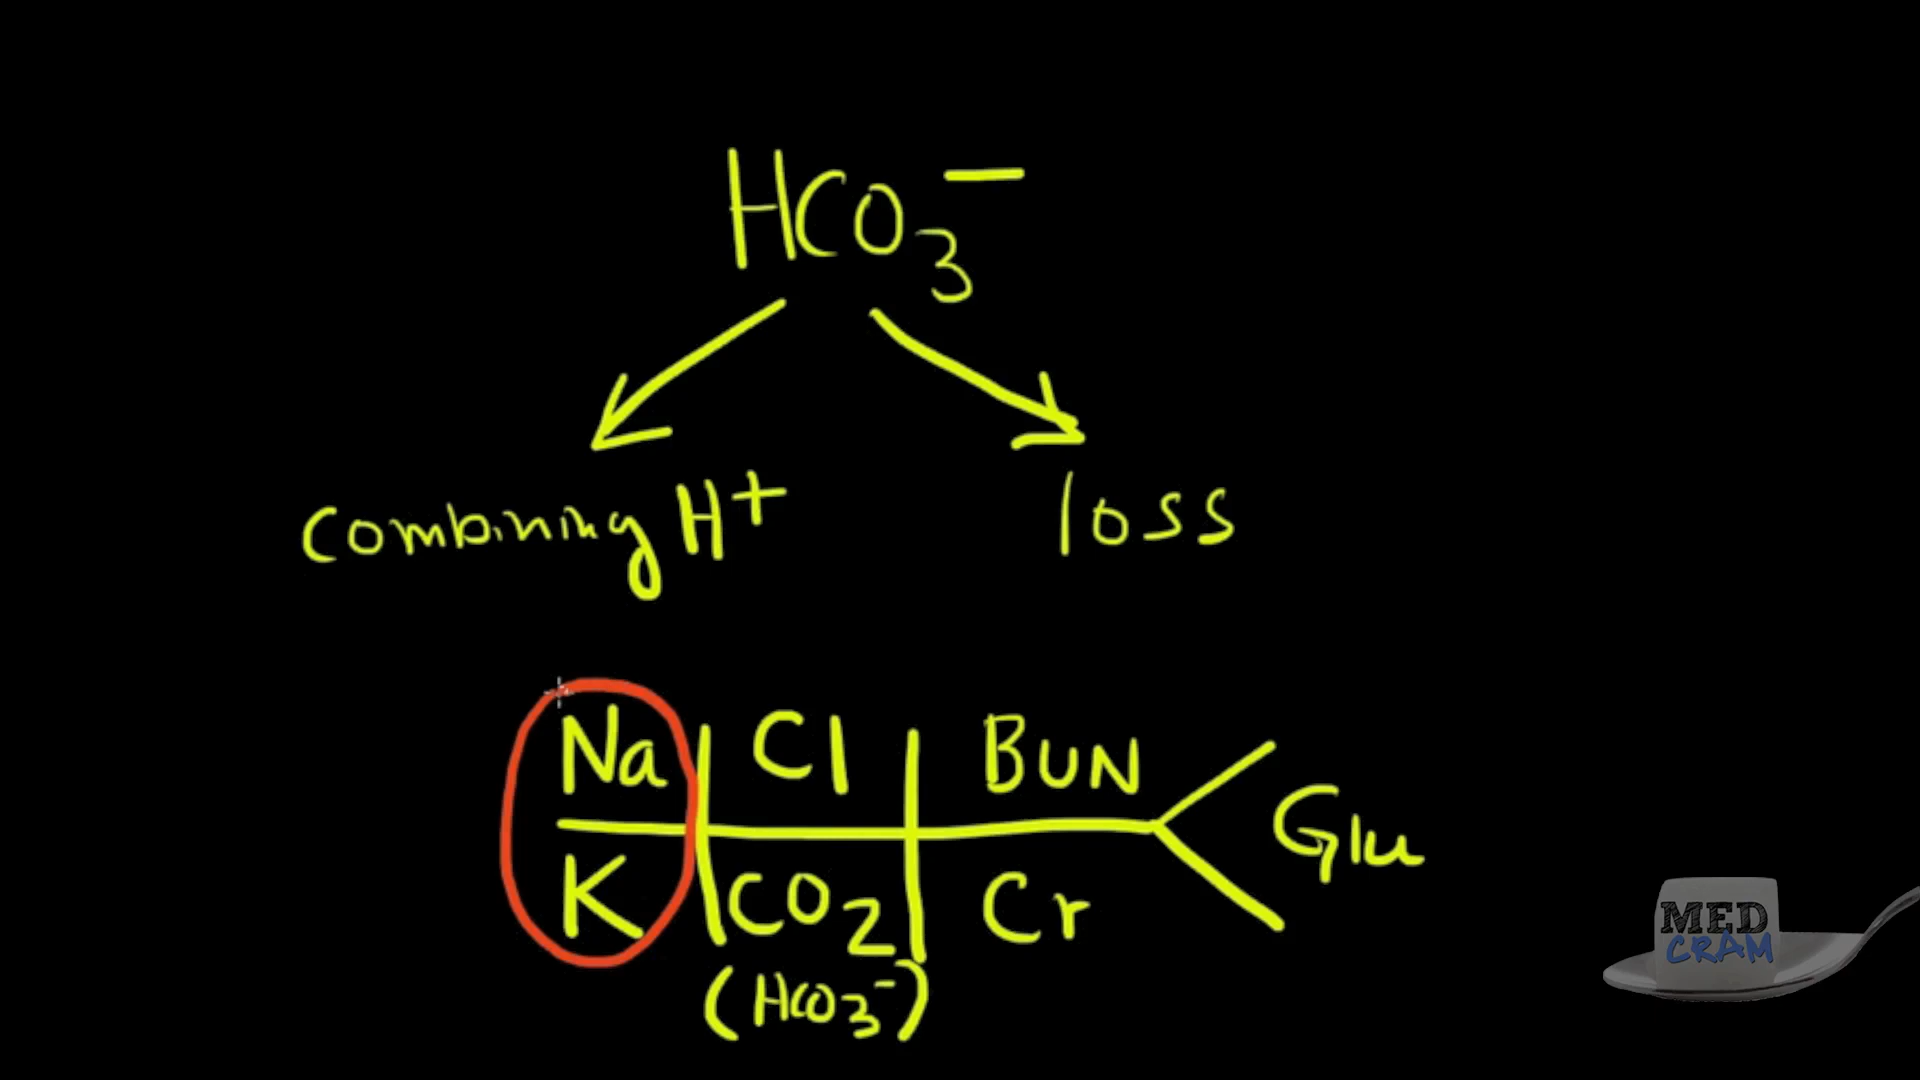 HCO3−
Combining H+ loss
Na Cl BUN
Glu
K CO2 Cr
(HCO3−)
MED
CRAM